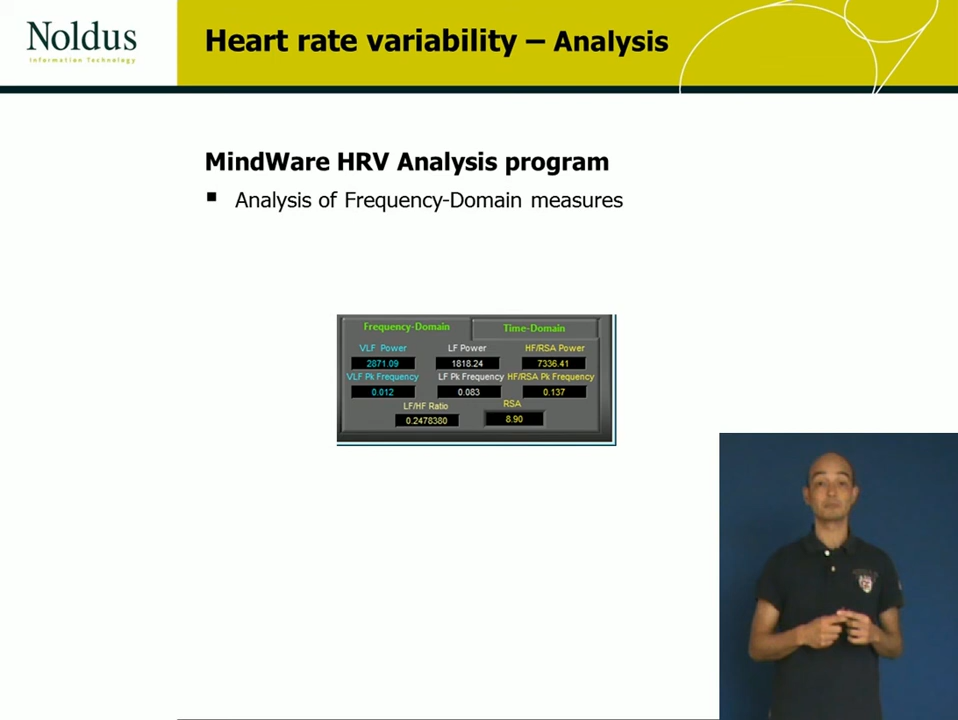 Noldus
Information Technology
Heart rate variability – Analysis
MindWare HRV Analysis program
▪ Analysis of Frequency-Domain measures
Frequency-Domain Time-Domain
VLF Power LF Power HF/RSA Power
2871.09 1818.24 7336.41
VLF Pk Frequency LF Pk Frequency HF/RSA Pk Frequency
0.012 0.083 0.137
LF/HF Ratio RSA
0.2478380 8.90